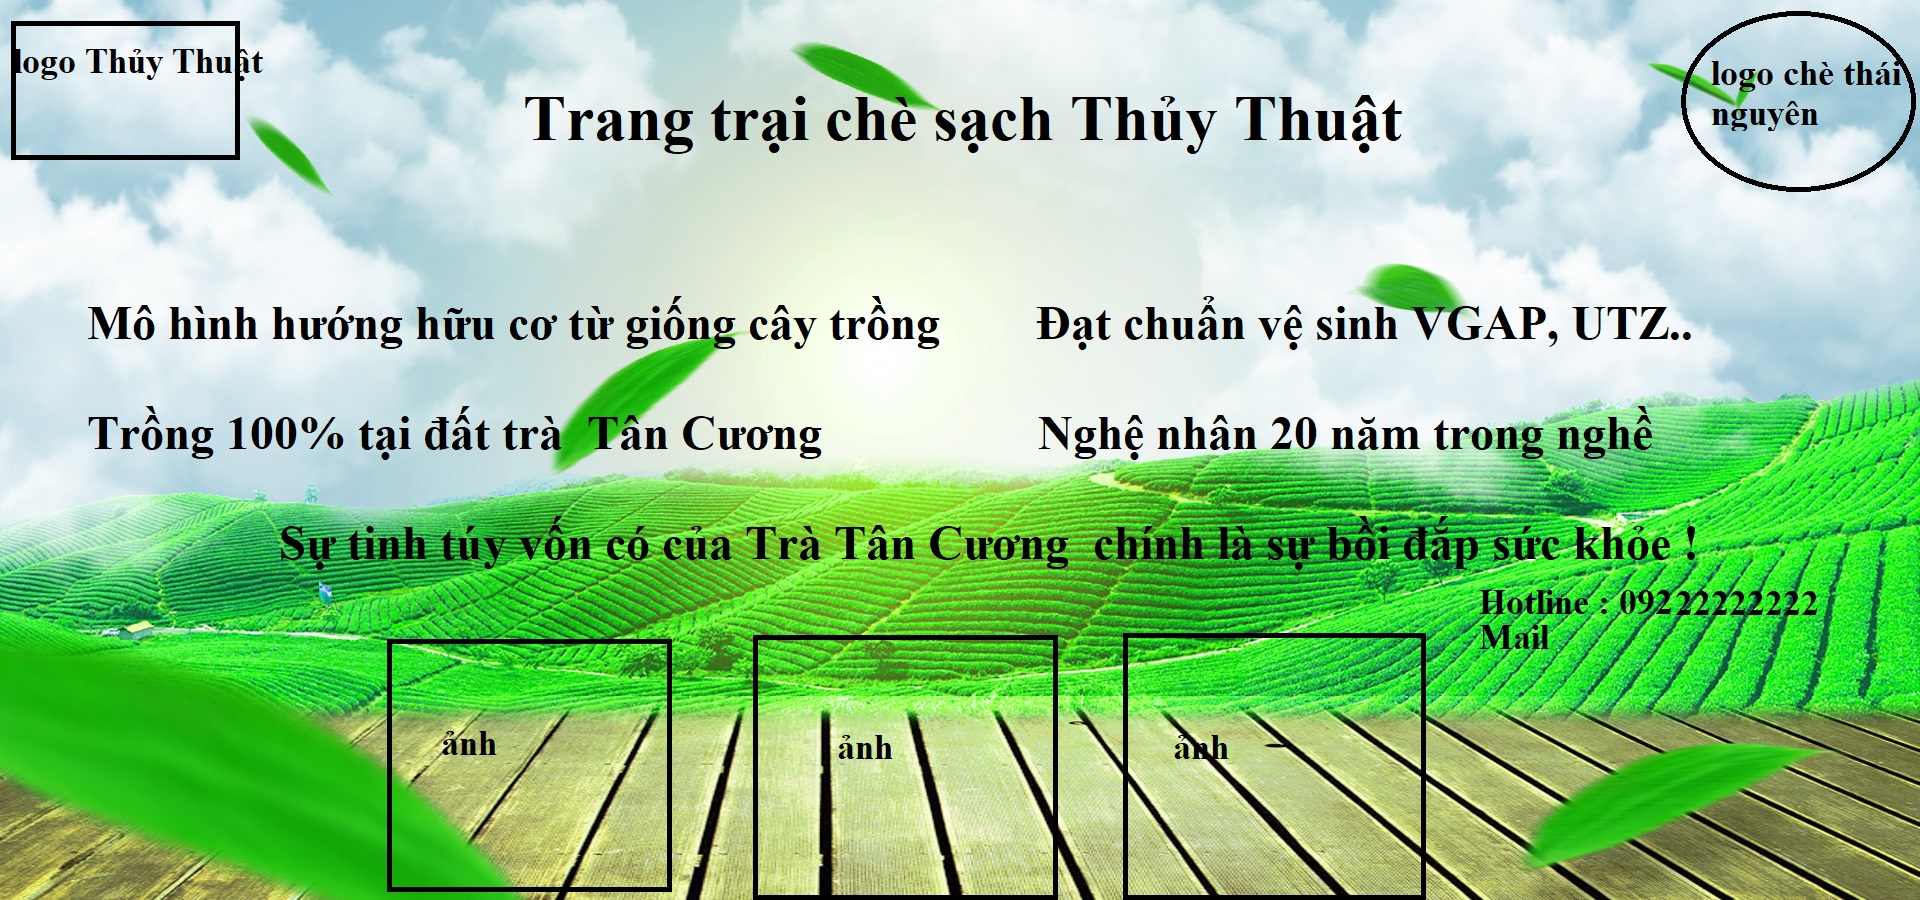 logo Thủy Thuật
logo chè thái
nguyên
Trang trại chè sạch Thủy Thuật
Mô hình hướng hữu cơ từ giống cây trồng
Đạt chuẩn vệ sinh VGAP, UTZ..
Trồng 100% tại đất trà  Tân Cương
Nghệ nhân 20 năm trong nghề
Sự tinh túy vốn có của Trà Tân Cương  chính là sự bồi đắp sức khỏe !
Hotline : 09222222222
Mail
ảnh
ảnh
ảnh